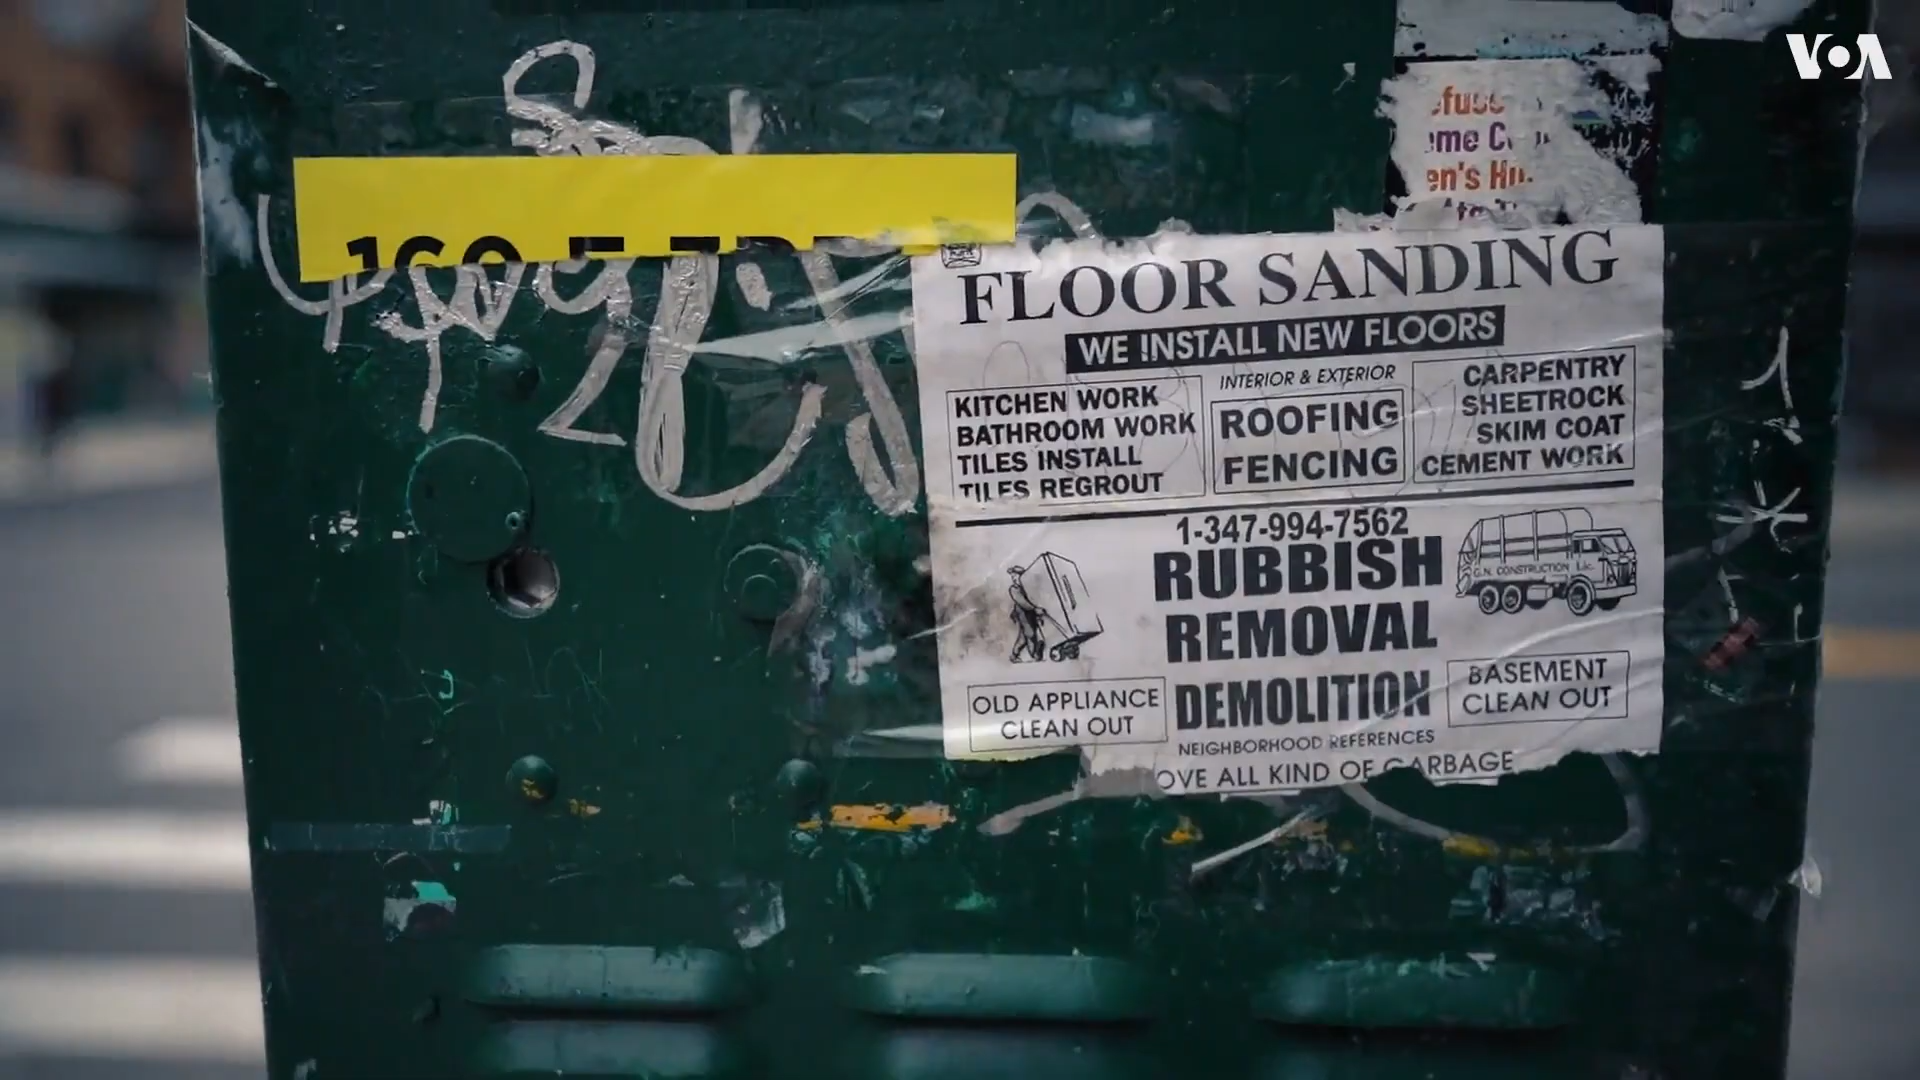 VOA
FLOOR SANDING
WE INSTALL NEW FLOORS
KITCHEN WORK
BATHROOM WORK
TILES INSTALL
TILES REGROUT
INTERIOR & EXTERIOR
ROOFING
FENCING
CARPENTRY
SHEETROCK
SKIM COAT
CEMENT WORK
1-347-994-7562
RUBBISH
REMOVAL
DEMOLITION
G.N. CONSTRUCTION
OLD APPLIANCE
CLEAN OUT
BASEMENT
CLEAN OUT
NEIGHBORHOOD REFERENCES
OVE ALL KIND OF GARBAGE